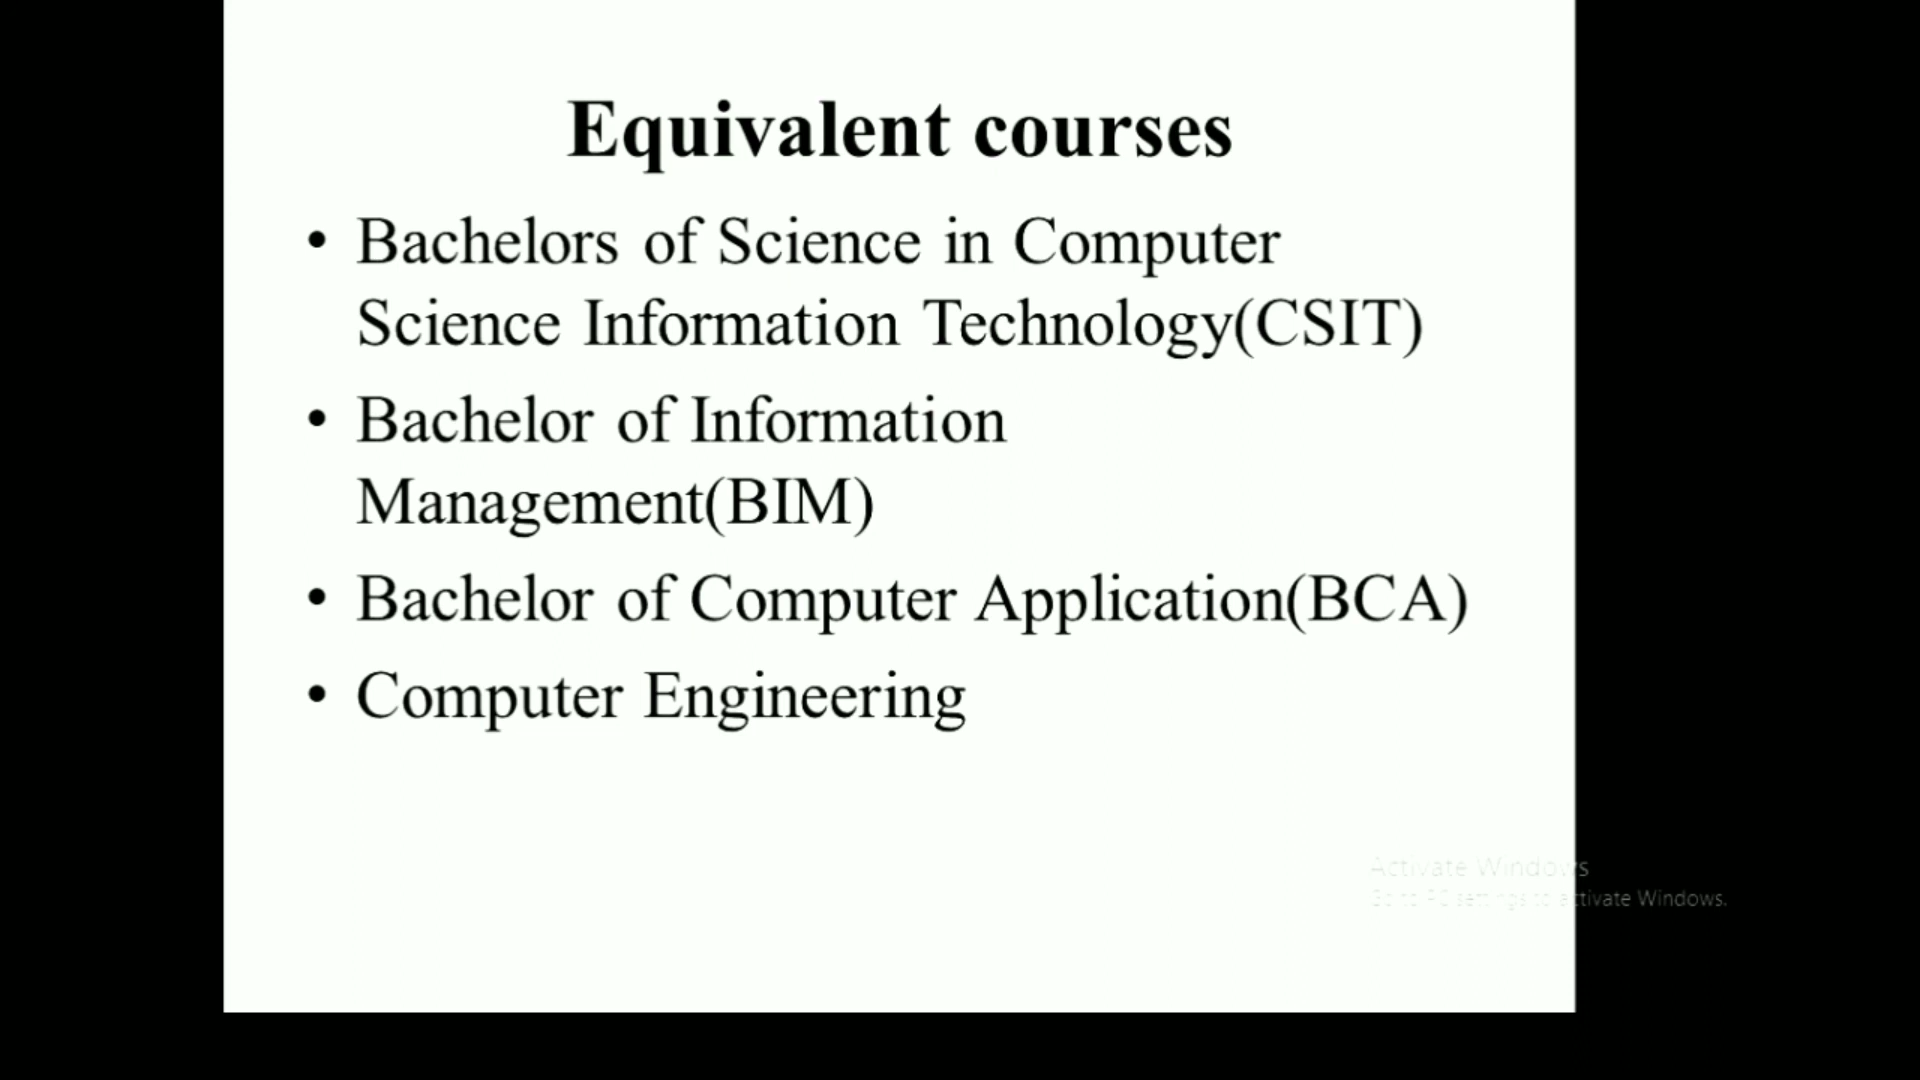 Equivalent courses
• Bachelors of Science in Computer
Science Information Technology(CSIT)
• Bachelor of Information
Management(BIM)
• Bachelor of Computer Application(BCA)
• Computer Engineering
Activate Windows
Go to PC settings to activate Windows.